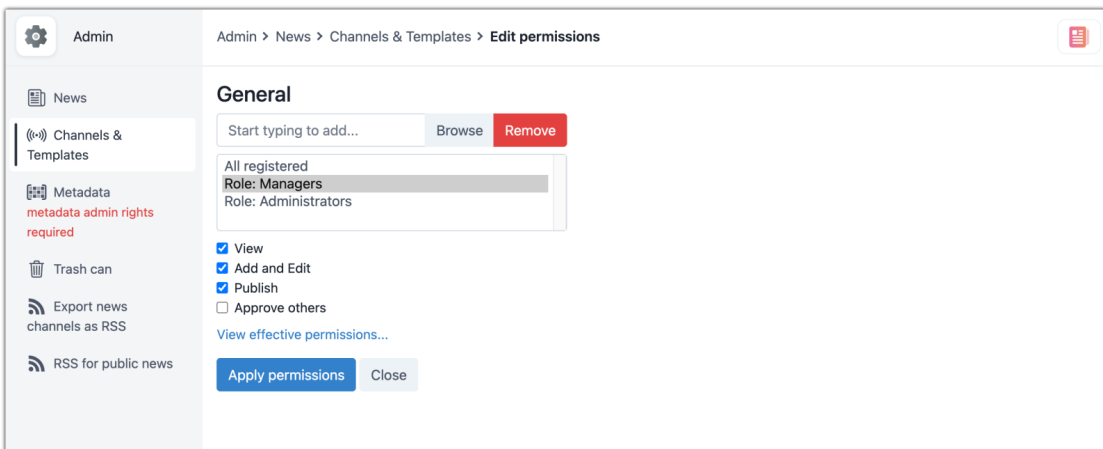 Admin
Admin > News > Channels & Templates > Edit permissions
News
Channels &
Templates
Metadata
metadata admin rights
required
Trash can
Export news
channels as RSS
RSS for public news
General
Start typing to add...
Browse
Remove
All registered
Role: Managers
Role: Administrators
View
Add and Edit
Publish
Approve others
View effective permissions...
Apply permissions
Close